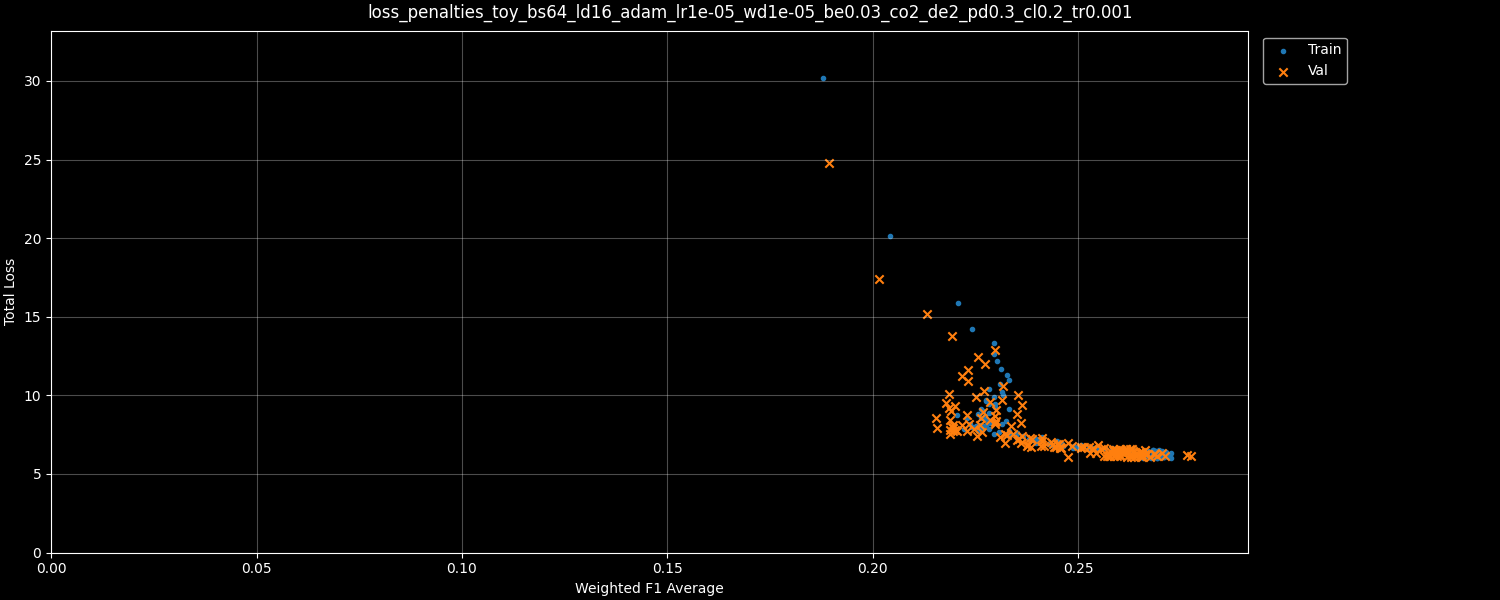 loss_penalties_toy_bs64_ld16_adam_lr1e-05_wd1e-05_be0.03_co2_de2_pd0.3_cl0.2_tr0.001
Train
Val
Total Loss
30
25
20
15
10
5
0
0.00 0.05 0.10 0.15 0.20 0.25
Weighted F1 Average